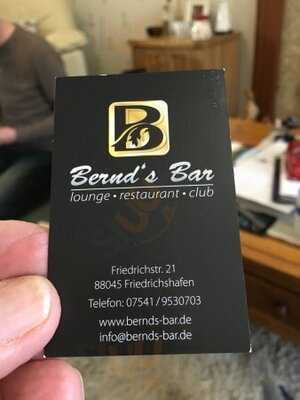 B
Bernd's Bar
lounge • restaurant • club
Friedrichstr. 21
88045 Friedrichshafen
Telefon: 07541 / 9530703
www.bernds-bar.de
info@bernds-bar.de